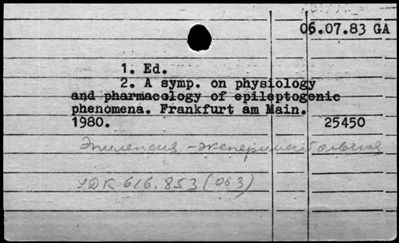 06.07.83 GA
1. Ed.
2. A symp. on physiology
and pharmacology of epileptogenic
phenomena. Frankfurt am Main.
1980. 25450
Эпилепсия - экспериментальная
УДК 616.853(063)